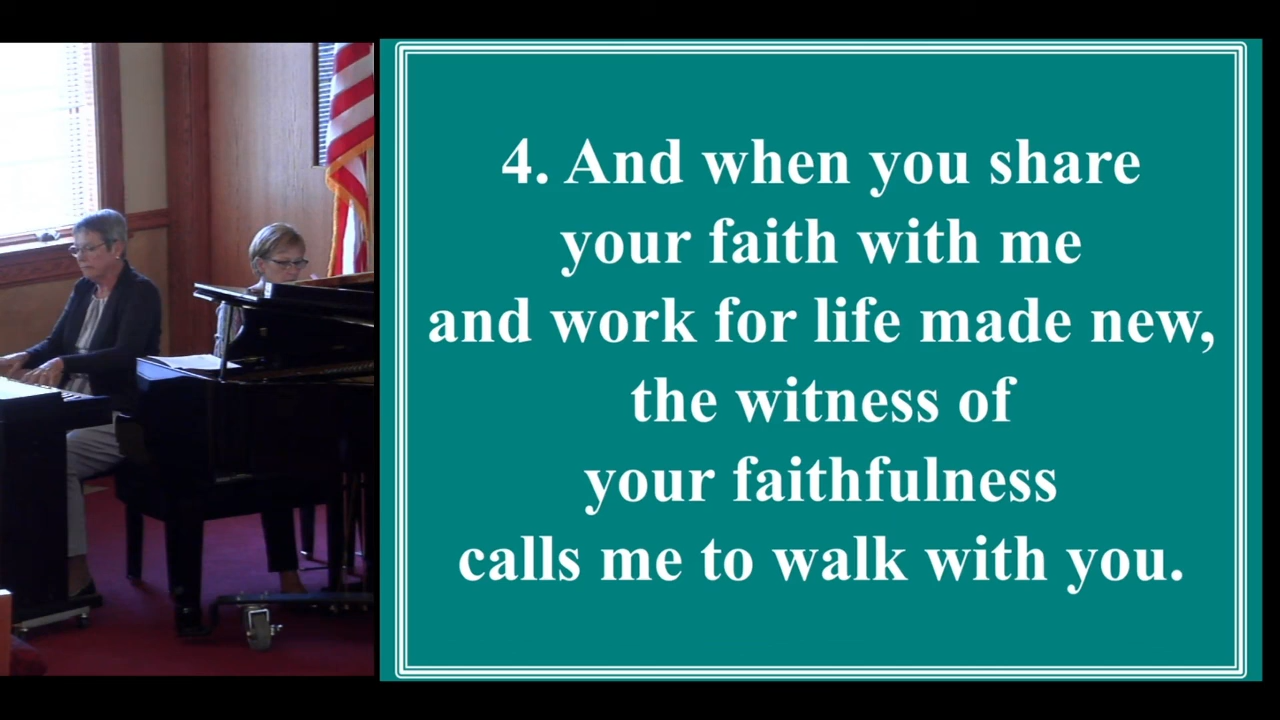 4. And when you share
your faith with me
and work for life made new,
the witness of
your faithfulness
calls me to walk with you.